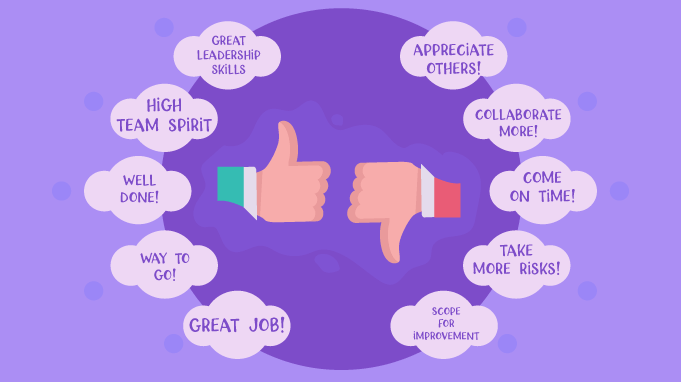 GREAT
LEADERSHIP
SKILLS
HIGH
TEAM SPIRIT
WELL
DONE!
WAY TO
GO!
GREAT JOB!
APPRECIATE
OTHERS!
COLLABORATE
MORE!
COME
ON TIME!
TAKE
MORE RISKS!
SCOPE
FOR
IMPROVEMENT